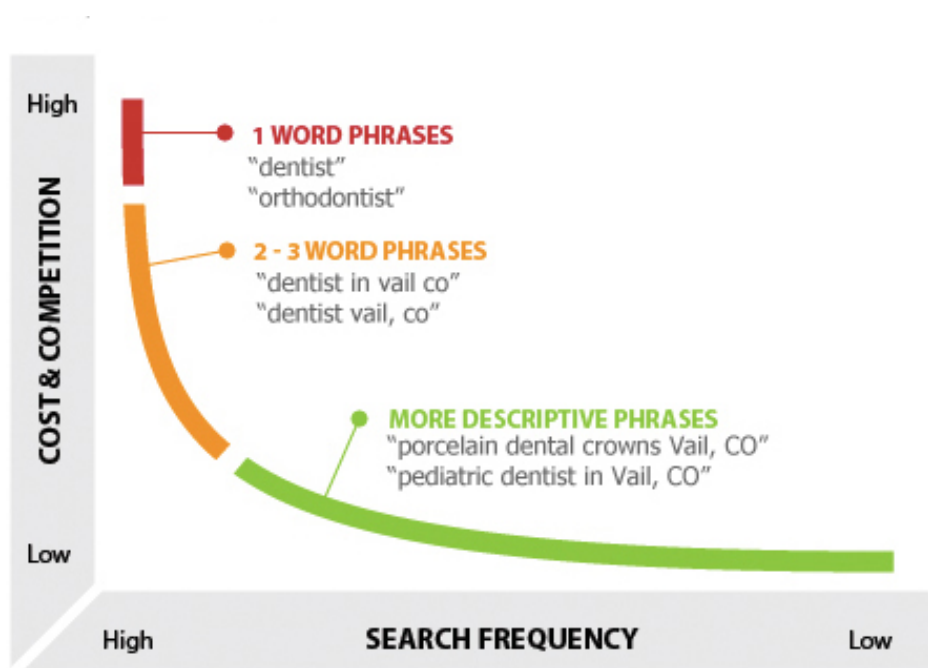 High
COST & COMPETITION
Low
1 WORD PHRASES
“dentist”
“orthodontist”
2 - 3 WORD PHRASES
“dentist in vail co”
“dentist vail, co”
MORE DESCRIPTIVE PHRASES
“porcelain dental crowns Vail, CO”
“pediatric dentist in Vail, CO”
High
SEARCH FREQUENCY
Low